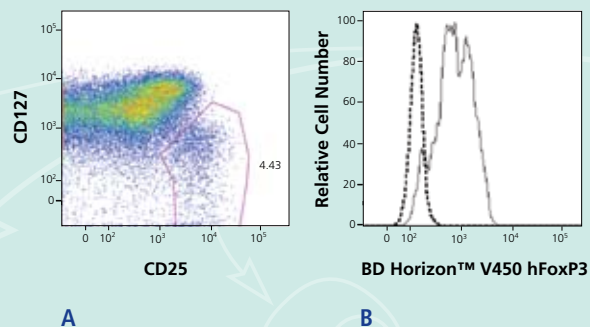 CD127
10⁵
10⁴
10³
10²
0
4.43
0 10² 10³ 10⁴ 10⁵
CD25
A
Relative Cell Number
100
80
60
40
20
0
0 10² 10³ 10⁴ 10⁵
BD Horizon™ V450 hFoxP3
B